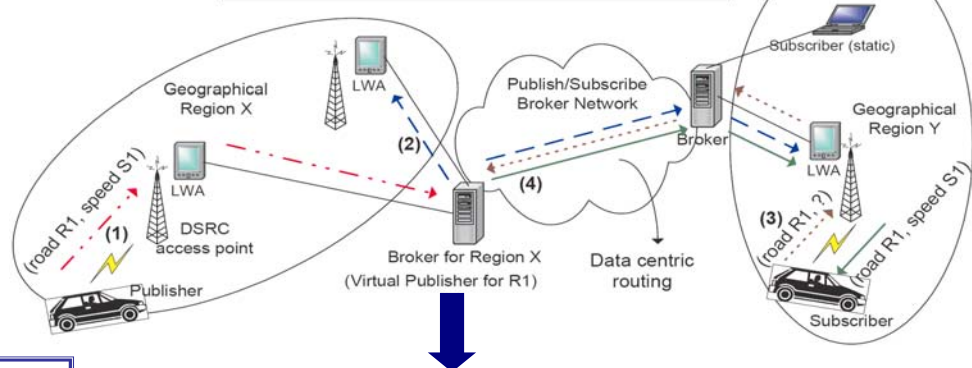 Subscriber (static)
LWA
Geographical
Region X
Publish/Subscribe
Broker Network
Geographical
Region Y
Broker
LWA
LWA
(2)
(4)
(road R1, speed S1)
(1)
DSRC
access point
Broker for Region X
(Virtual Publisher for R1)
Data centric
routing
(3)
(road R1, ?)
(road R1, speed S1)
Publisher
Subscriber